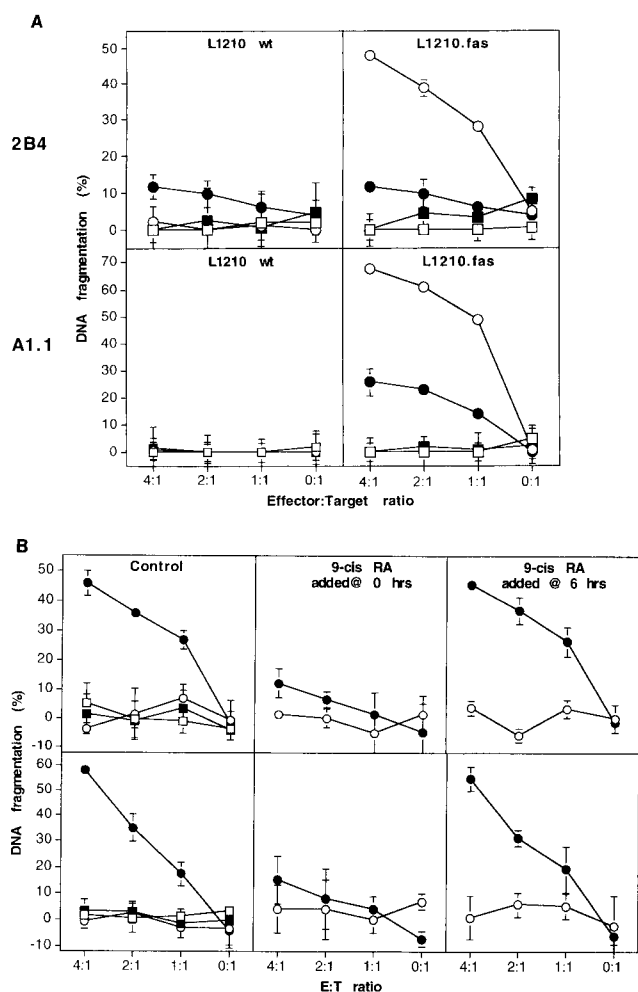 A
L1210 wt
L1210.fas
2B4
DNA fragmentation (%)
50
40
30
20
10
0
L1210 wt
L1210.fas
A1.1
70
60
50
40
30
20
10
0
4:1 2:1 1:1 0:1 4:1 2:1 1:1 0:1
Effector:Target ratio
B
Control
9-cis RA
added@ 0 hrs
9-cis RA
added @ 6 hrs
DNA fragmentation (%)
50
40
30
20
10
0
-10
60
50
40
30
20
10
0
-10
4:1 2:1 1:1 0:1 4:1 2:1 1:1 0:1 4:1 2:1 1:1 0:1
E:T ratio